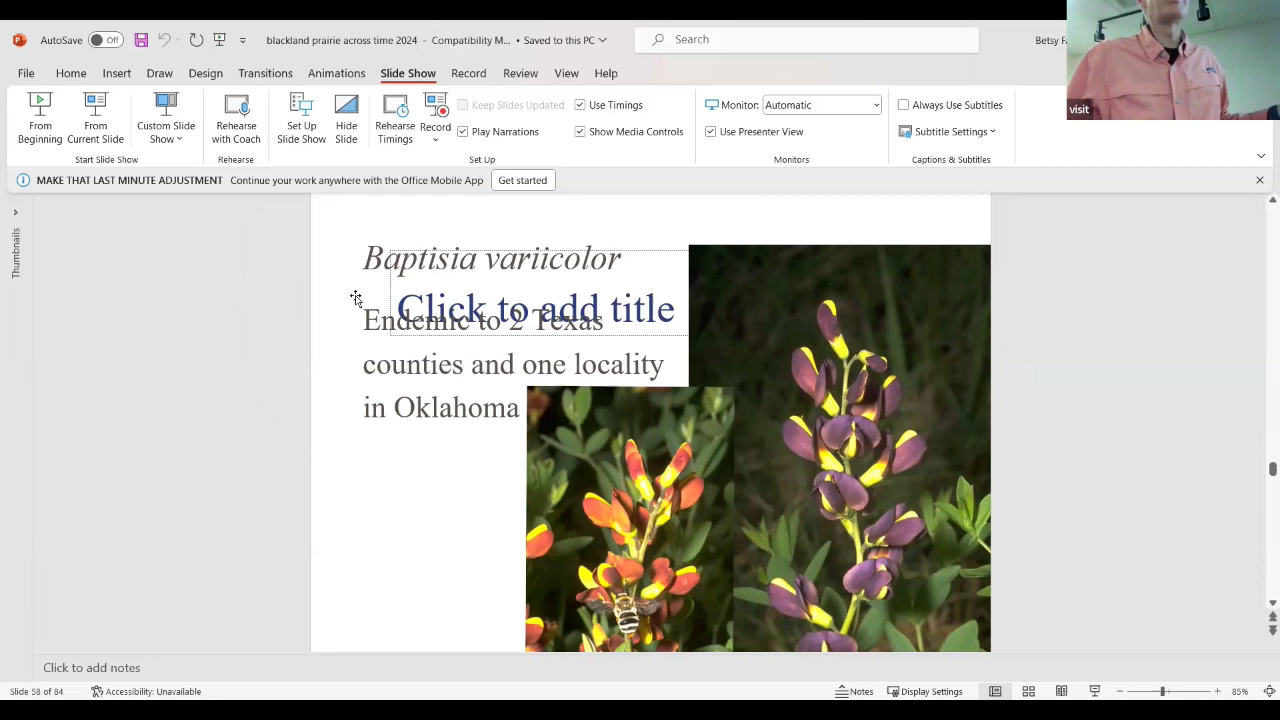 AutoSave Off blackland prairie across time 2024 - Compatibility M... • Saved to this PC Search Betsy
File Home Insert Draw Design Transitions Animations Slide Show Record Review View Help
From Beginning
From Current Slide
Custom Slide Show
Rehearse with Coach
Set Up Slide Show
Hide Slide
Rehearse Timings
Record
Keep Slides Updated
Play Narrations
Use Timings
Show Media Controls
Monitor: Automatic
Use Presenter View
Always Use Subtitles
Subtitle Settings
visit
Start Slide Show Rehearse Set Up Monitors Captions & Subtitles
MAKE THAT LAST MINUTE ADJUSTMENT Continue your work anywhere with the Office Mobile App Get started
Thumbnails
Baptisia variicolor
Click to add title
Endemic to 2 Texas
counties and one locality
in Oklahoma
Click to add notes
Slide 58 of 84 Accessibility: Unavailable Notes Display Settings 85%